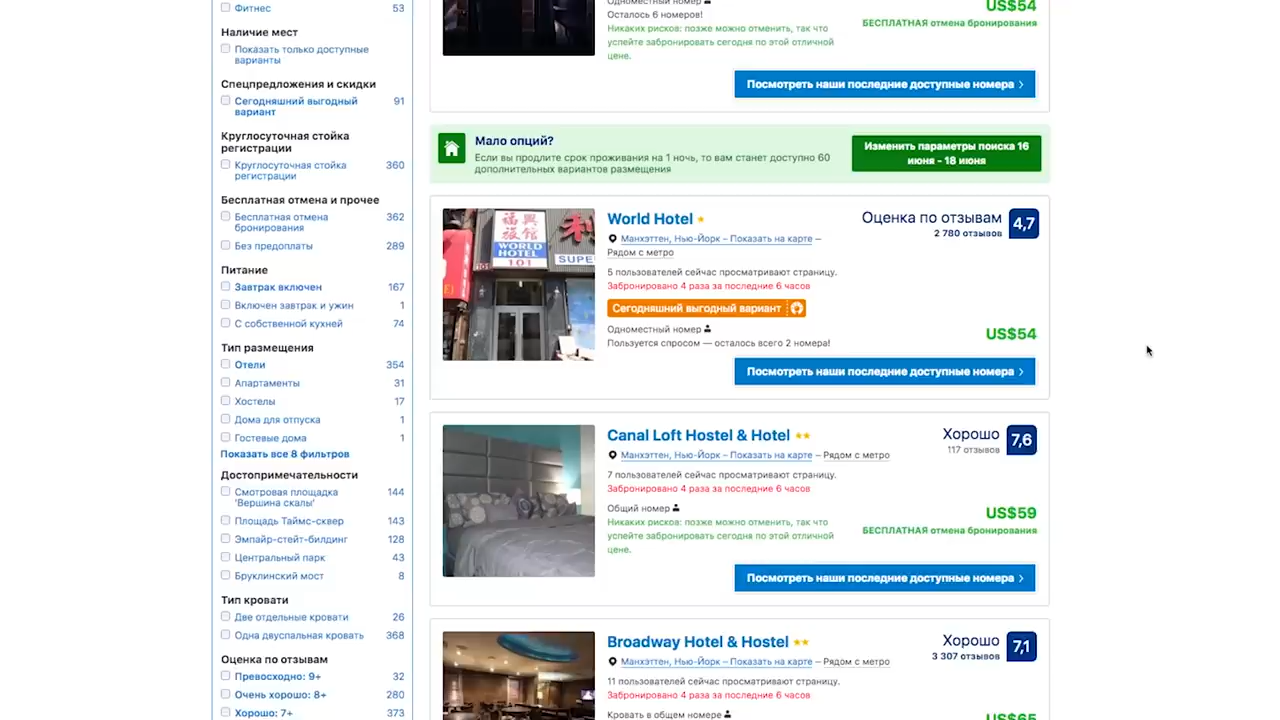 Фитнес 53
Наличие мест
Показать только доступные
варианты
Спецпредложения и скидки
Сегодняшний выгодный 91
вариант
Круглосуточная стойка
регистрации
Круглосуточная стойка 360
регистрации
Бесплатная отмена и прочее
Бесплатная отмена 362
бронирования
Без предоплаты 289
Питание
Завтрак включен 167
Включен завтрак и ужин 1
С собственной кухней 74
Тип размещения
Отели 354
Апартаменты 31
Хостелы 17
Дома для отпуска 1
Гостевые дома 1
Показать все 8 фильтров
Достопримечательности
Смотровая площадка 144
'Вершина скалы'
Площадь Таймс-сквер 143
Эмпайр-стейт-билдинг 128
Центральный парк 43
Бруклинский мост 8
Тип кровати
Две отдельные кровати 26
Одна двуспальная кровать 368
Оценка по отзывам
Превосходно: 9+ 32
Очень хорошо: 8+ 280
Хорошо: 7+ 373
Одноместный номер
US$54
Осталось 6 номеров!
БЕСПЛАТНАЯ отмена бронирования
Никаких рисков: позже можно отменить, так что
успейте забронировать сегодня по этой отличной
цене.
Посмотреть наши последние доступные номера
Мало опций?
Если вы продлите срок проживания на 1 ночь, то вам станет доступно 60
дополнительных вариантов размещения
Изменить параметры поиска 16
июня - 18 июня
福興
旅館
WORLD
HOTEL
101
SUPE
World Hotel
Оценка по отзывам 4,7
2 780 отзывов
Манхэттен, Нью-Йорк – Показать на карте –
Рядом с метро
5 пользователей сейчас просматривают страницу.
Забронировано 4 раза за последние 6 часов
Сегодняшний выгодный вариант
Одноместный номер
US$54
Пользуется спросом — осталось всего 2 номера!
Посмотреть наши последние доступные номера
Canal Loft Hostel & Hotel
Хорошо 7,6
117 отзывов
Манхэттен, Нью-Йорк – Показать на карте – Рядом с метро
7 пользователей сейчас просматривают страницу.
Забронировано 4 раза за последние 6 часов
Общий номер
US$59
Никаких рисков: позже можно отменить, так что
БЕСПЛАТНАЯ отмена бронирования
успейте забронировать сегодня по этой отличной
цене.
Посмотреть наши последние доступные номера
Broadway Hotel & Hostel
Хорошо 7,1
3 307 отзывов
Манхэттен, Нью-Йорк – Показать на карте – Рядом с метро
11 пользователей сейчас просматривают страницу.
Забронировано 4 раза за последние 6 часов
Кровать в общем номере
US$65